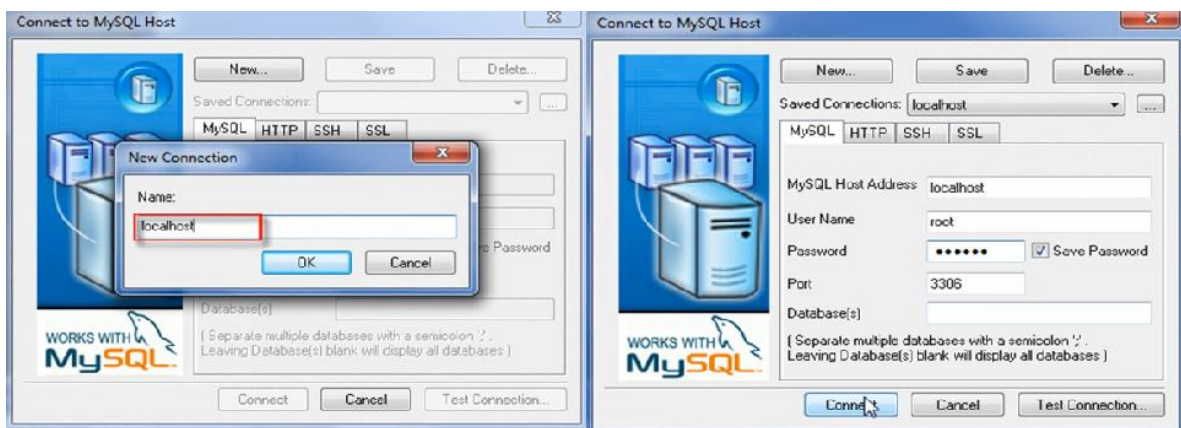 Connect to MySQL Host
New...
Save
Delete...
Saved Connections:
...
MySQL
HTTP
SSH
SSL
New Connection
Name:
localhost
OK
Cancel
e Password
Database(s)
( Separate multiple databases with a semicolon ';' .
Leaving Database(s) blank will display all databases )
WORKS WITH
MySQL
Connect
Cancel
Test Connection...
Connect to MySQL Host
New...
Save
Delete...
Saved Connections:
localhost
...
MySQL
HTTP
SSH
SSL
MySQL Host Address
localhost
User Name
root
Password
●●●●●●
Save Password
Port
3306
Database(s)
( Separate multiple databases with a semicolon ';' .
Leaving Database(s) blank will display all databases )
WORKS WITH
MySQL
Connect
Cancel
Test Connection...